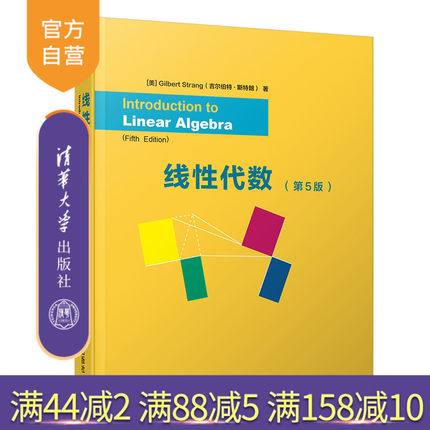 官方
自营
清华大学
出版社
[美] Gilbert Strang（吉尔伯特·斯特朗）著
Introduction to
Linear Algebra
(Fifth Edition)
线性代数（第5版）
线性
满44减2 满88减5 满158减10